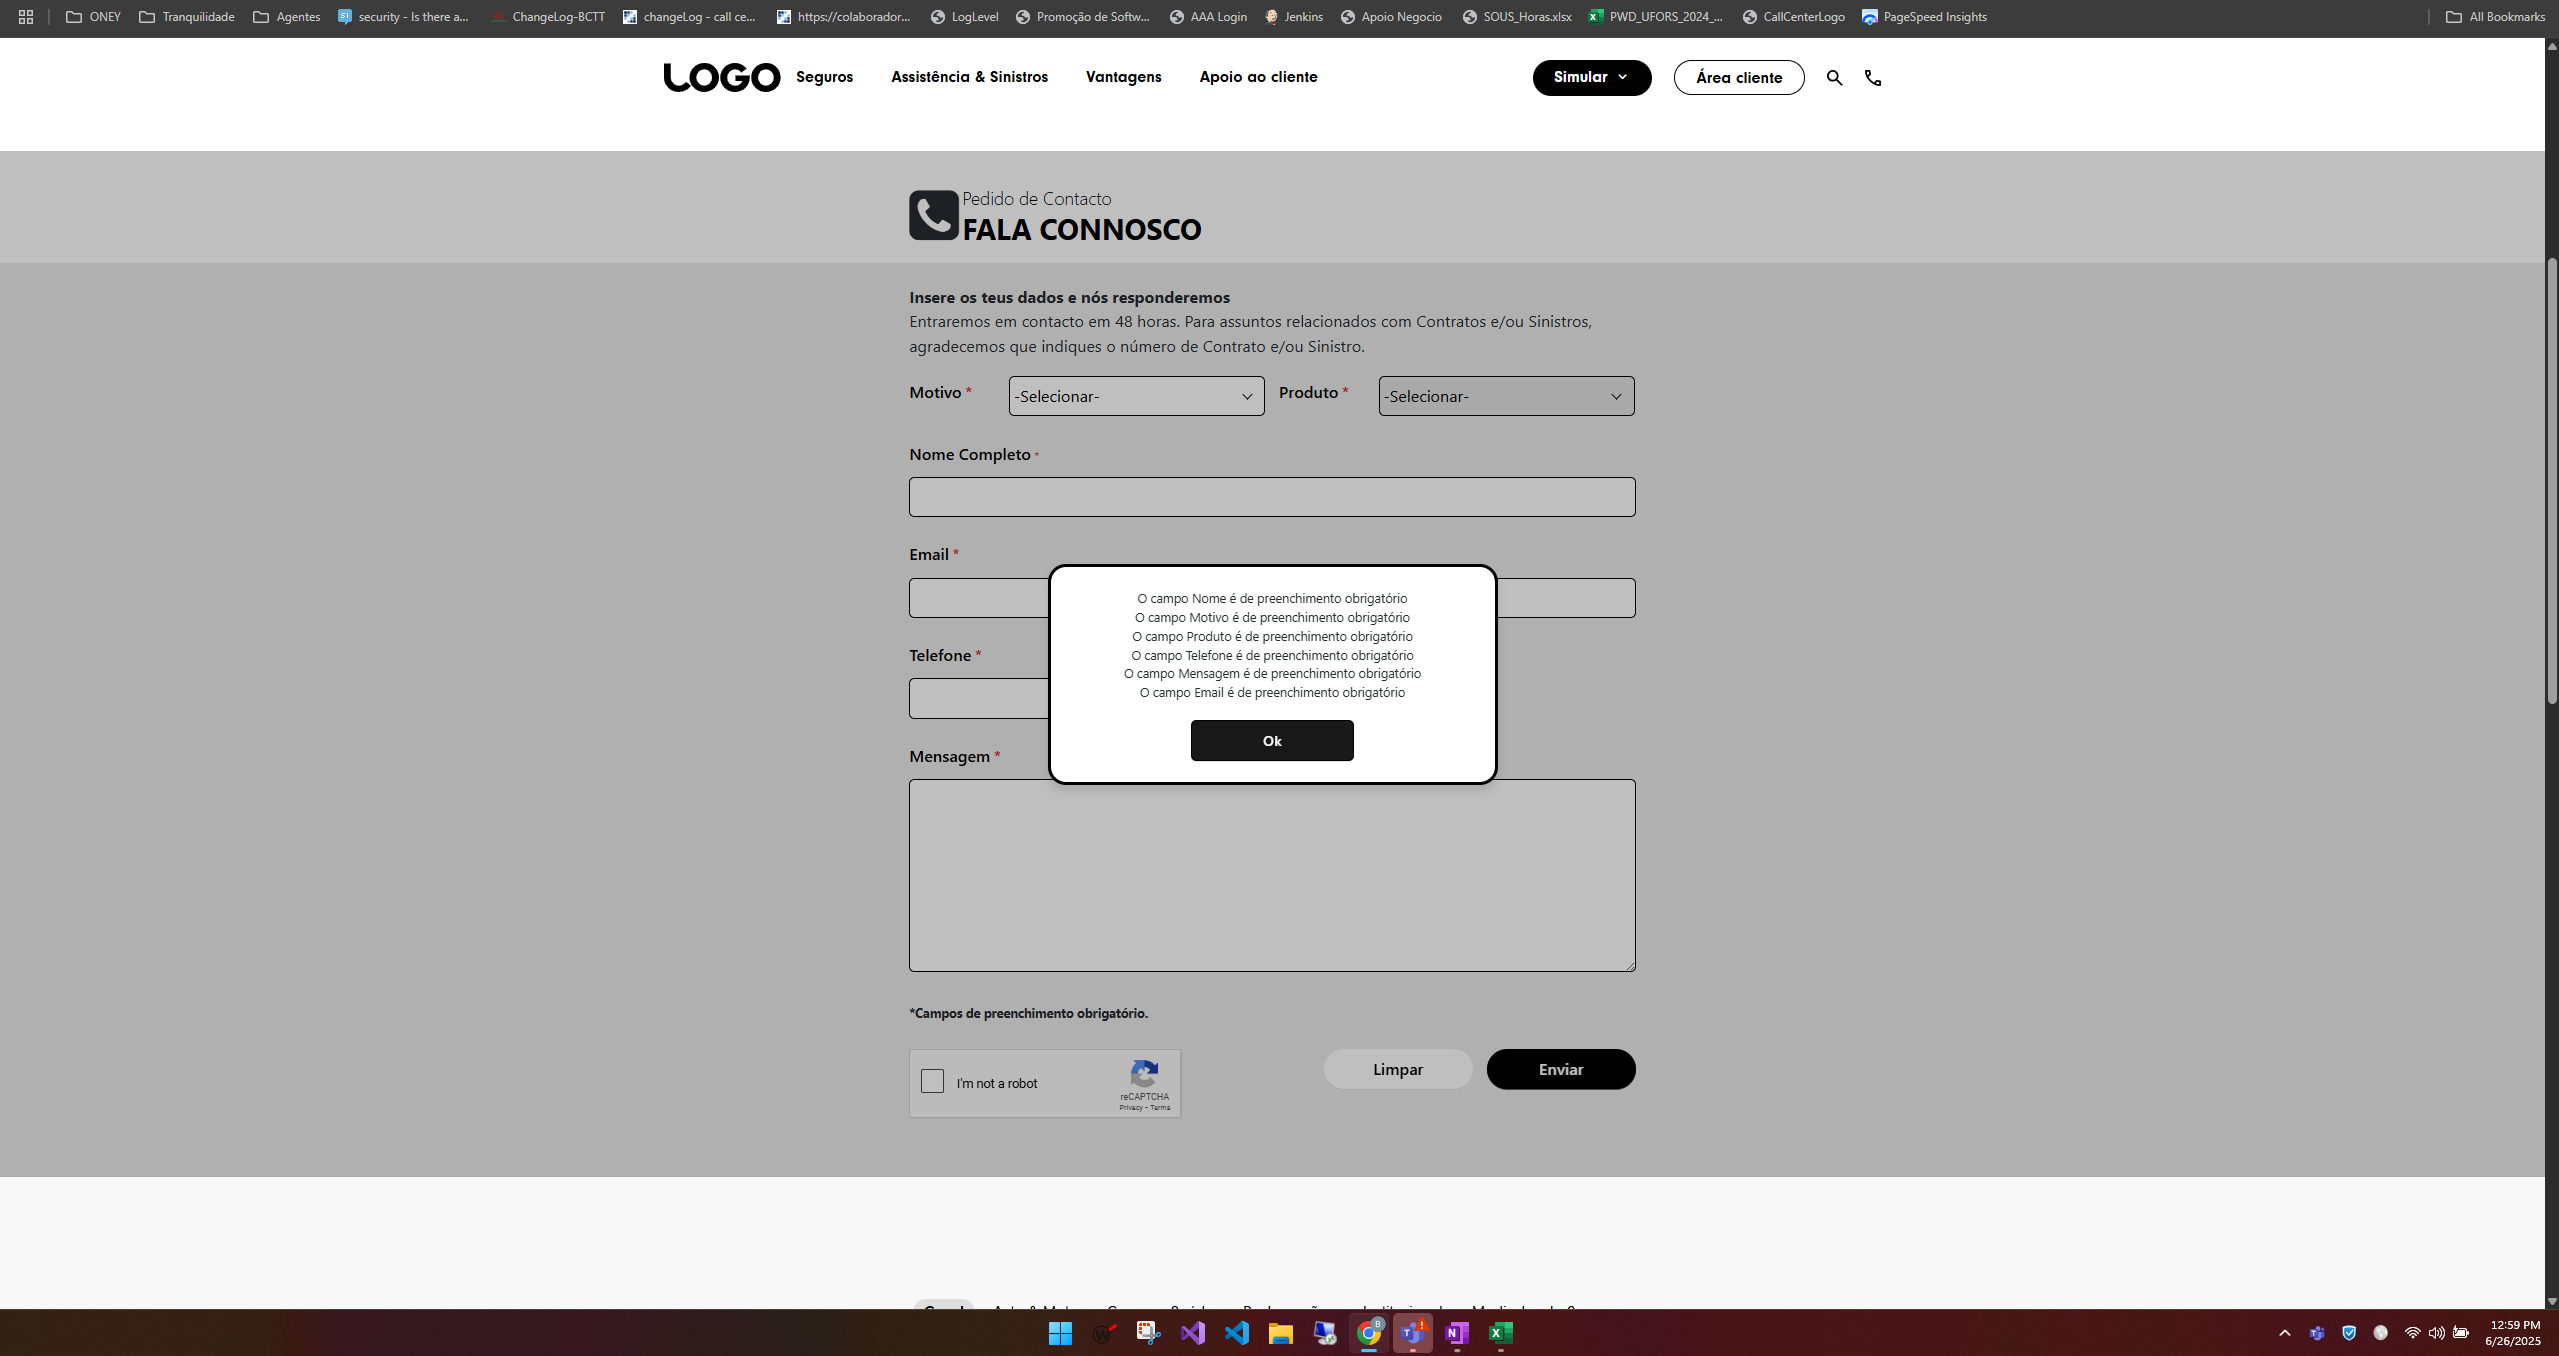 ONEY Tranquilidade Agentes security - Is there a... ChangeLog-BCTT changeLog - call ce... https://colaborador... LogLevel Promoção de Softw... AAA Login Jenkins Apoio Negocio SOUS_Horas.xlsx PWD_UFORS_2024_... CallCenterLogo PageSpeed Insights All Bookmarks
LOGO Seguros Assistência & Sinistros Vantagens Apoio ao cliente Simular Área cliente
Pedido de Contacto
FALA CONNOSCO
Insere os teus dados e nós responderemos
Entraremos em contacto em 48 horas. Para assuntos relacionados com Contratos e/ou Sinistros,
agradecemos que indiques o número de Contrato e/ou Sinistro.
Motivo * -Selecionar- Produto * -Selecionar-
Nome Completo *
Email *
O campo Nome é de preenchimento obrigatório
O campo Motivo é de preenchimento obrigatório
O campo Produto é de preenchimento obrigatório
O campo Telefone é de preenchimento obrigatório
O campo Mensagem é de preenchimento obrigatório
O campo Email é de preenchimento obrigatório
Ok
Telefone *
Mensagem *
*Campos de preenchimento obrigatório.
I'm not a robot
reCAPTCHA
Privacy - Terms
Limpar Enviar
12:59 PM
6/26/2025